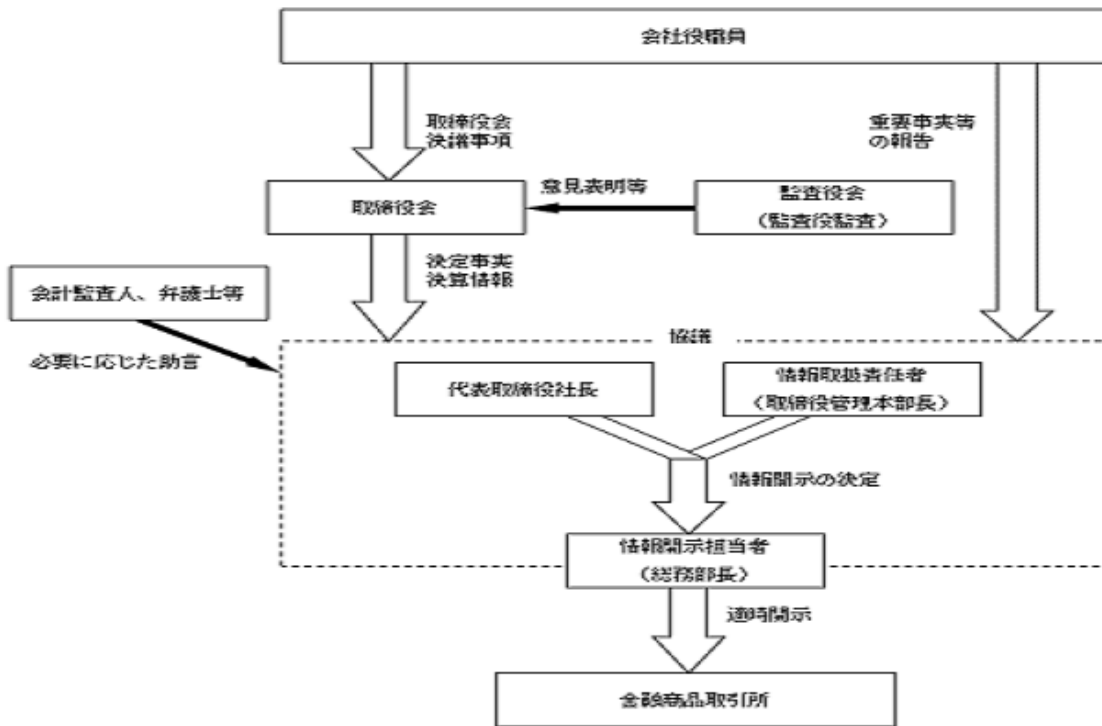 会社役職員
取締役会
決議事項
重要事実等
の報告
意見表明等
取締役会
監査役会
（監査役監査）
決定事実
決算情報
会計監査人、弁護士等
必要に応じた助言
協議
代表取締役社長
情報取扱責任者
（取締役管理本部長）
情報開示の決定
情報開示担当者
（総務部長）
適時開示
金融商品取引所